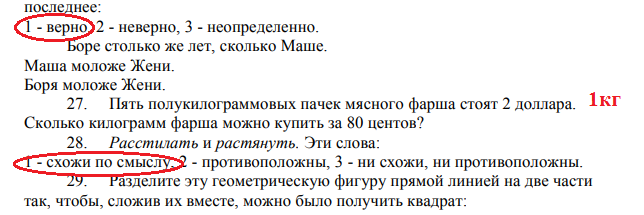 последнее:
1 - верно, 2 - неверно, 3 - неопределенно.
Боре столько же лет, сколько Маше.
Маша моложе Жени.
Боря моложе Жени.
27. Пять полукилограммовых пачек мясного фарша стоят 2 доллара. 1кг
Сколько килограмм фарша можно купить за 80 центов?
28. Расстилать и растянуть. Эти слова:
1 - схожи по смыслу, 2 - противоположны, 3 - ни схожи, ни противоположны.
29. Разделите эту геометрическую фигуру прямой линией на две части
так, чтобы, сложив их вместе, можно было получить квадрат: